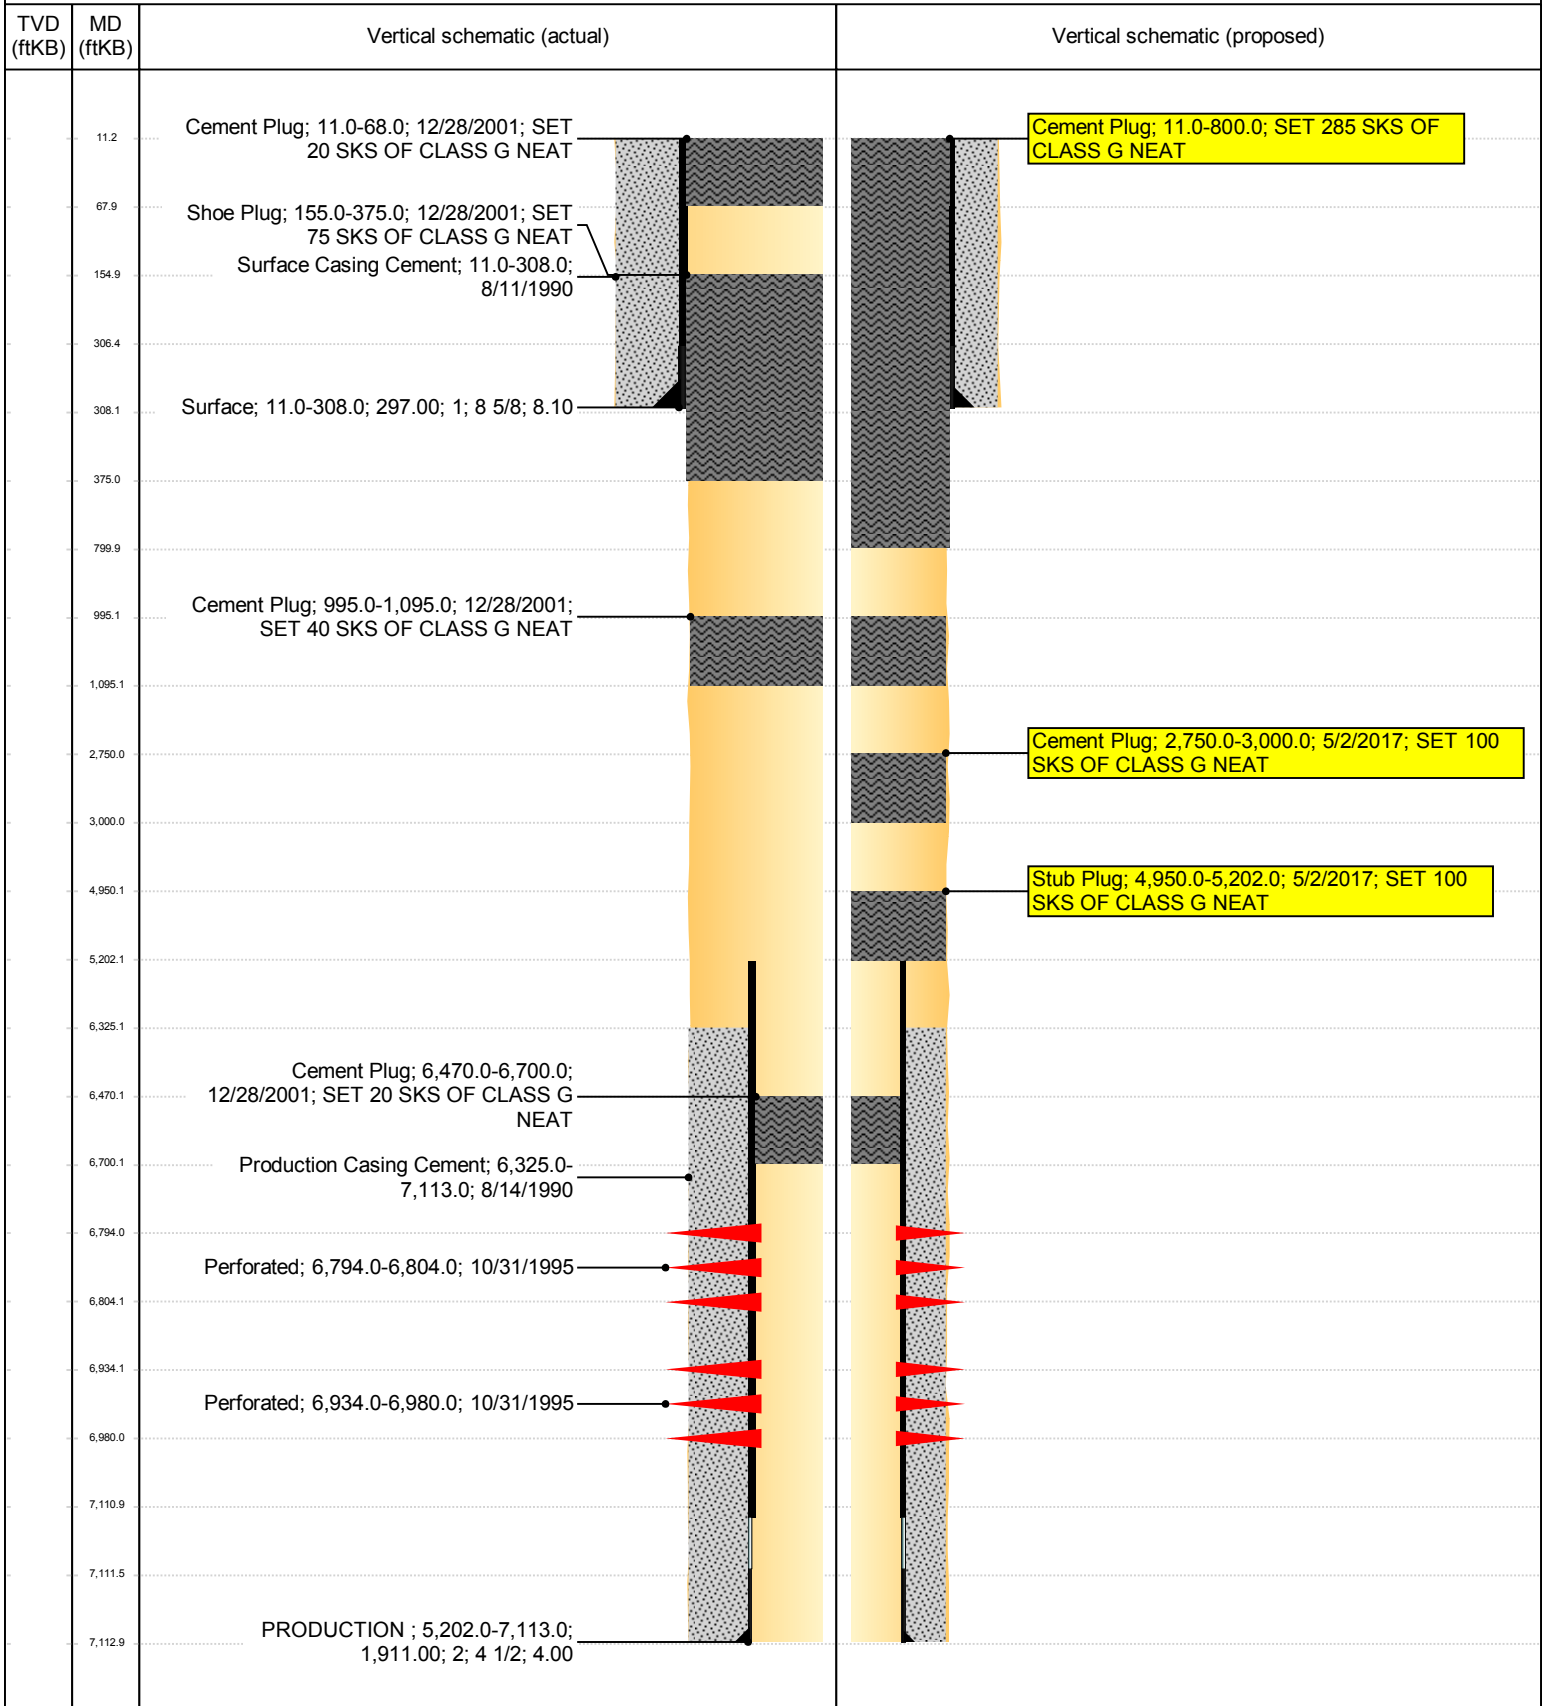 TVD
(ftKB)
MD
(ftKB)
Vertical schematic (actual)
Vertical schematic (proposed)
11.2
67.9
154.9
306.4
308.1
375.0
799.9
995.1
1,095.1
2,750.0
3,000.0
4,950.1
5,202.1
6,325.1
6,470.1
6,700.1
6,794.0
6,804.1
6,934.1
6,980.0
7,110.9
7,111.5
7,112.9
Cement Plug; 11.0-68.0; 12/28/2001; SET
20 SKS OF CLASS G NEAT
Shoe Plug; 155.0-375.0; 12/28/2001; SET
75 SKS OF CLASS G NEAT
Surface Casing Cement; 11.0-308.0;
8/11/1990
Surface; 11.0-308.0; 297.00; 1; 8 5/8; 8.10
Cement Plug; 995.0-1,095.0; 12/28/2001;
SET 40 SKS OF CLASS G NEAT
Cement Plug; 6,470.0-6,700.0;
12/28/2001; SET 20 SKS OF CLASS G
NEAT
Production Casing Cement; 6,325.0-
7,113.0; 8/14/1990
Perforated; 6,794.0-6,804.0; 10/31/1995
Perforated; 6,934.0-6,980.0; 10/31/1995
PRODUCTION ; 5,202.0-7,113.0;
1,911.00; 2; 4 1/2; 4.00
Cement Plug; 11.0-800.0; SET 285 SKS OF
CLASS G NEAT
Cement Plug; 2,750.0-3,000.0; 5/2/2017; SET 100
SKS OF CLASS G NEAT
Stub Plug; 4,950.0-5,202.0; 5/2/2017; SET 100
SKS OF CLASS G NEAT